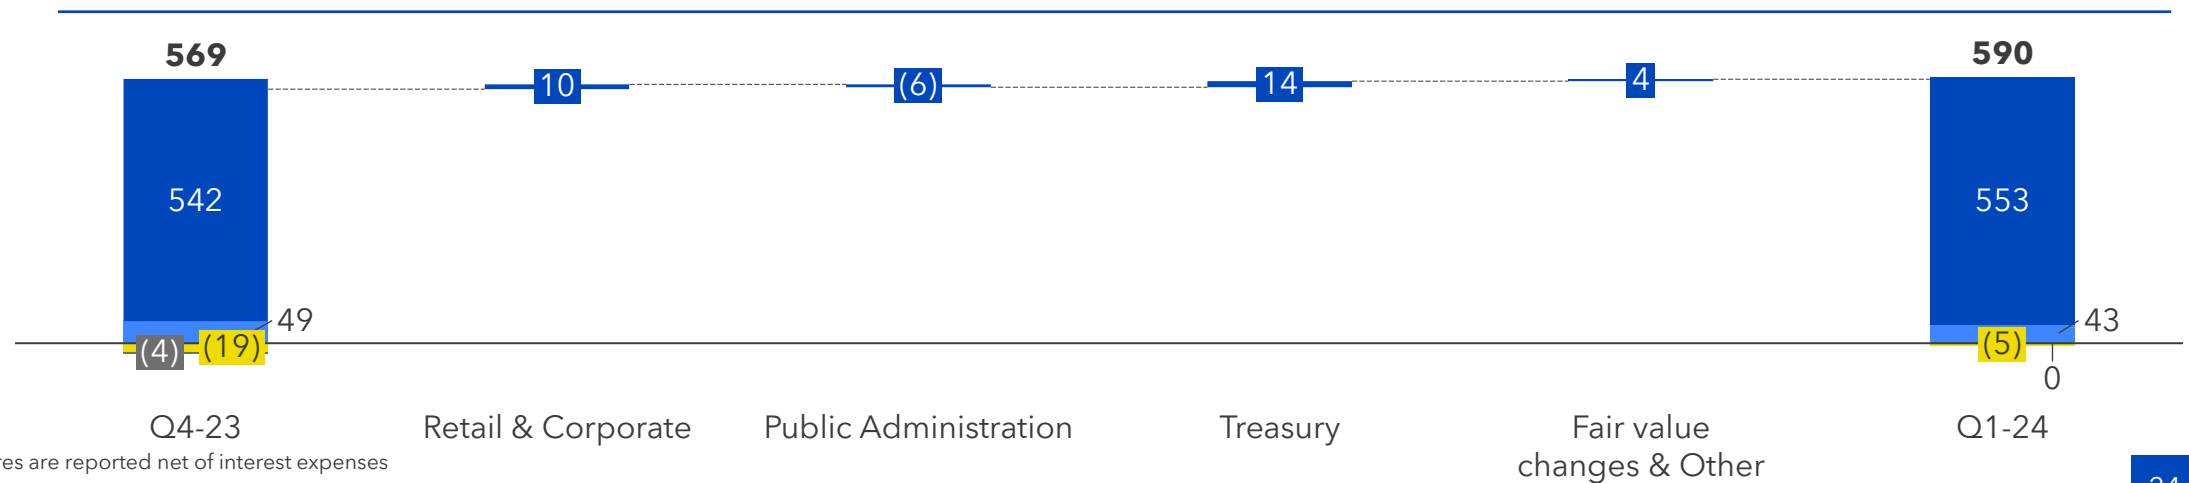 569
590
10
(6)
14
4
542
553
49
43
(4)
(19)
(5)
0
Q4-23
Retail & Corporate
Public Administration
Treasury
Fair value
changes & Other
Q1-24
are reported net of interest expenses